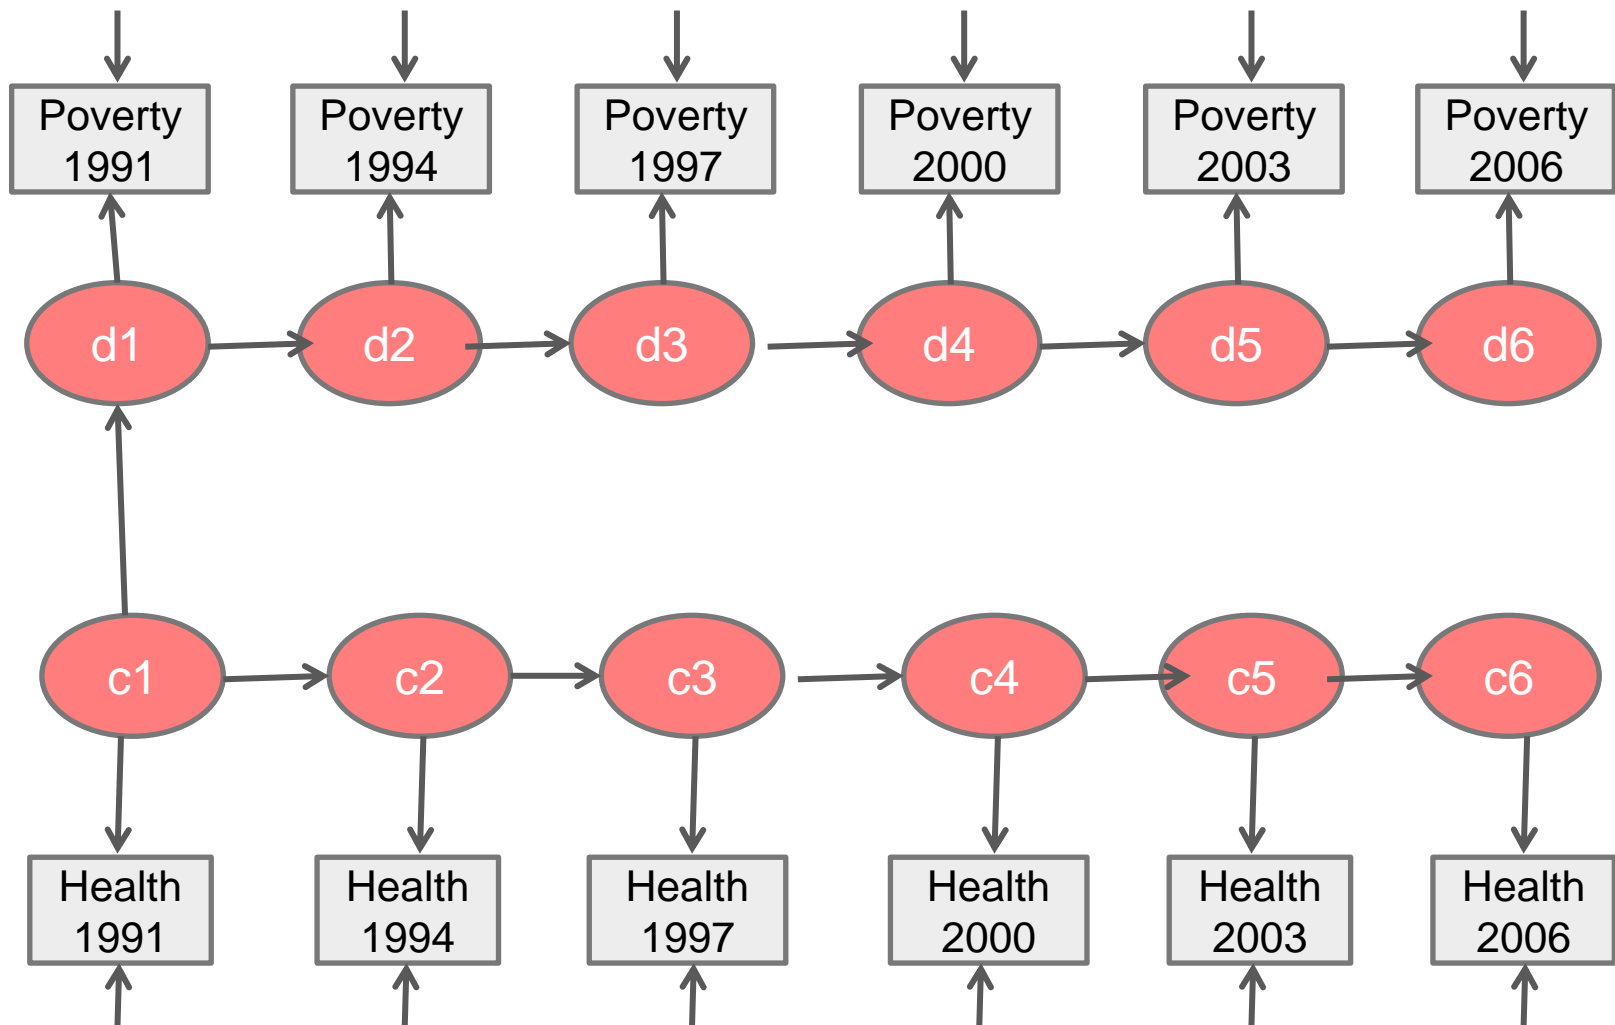 Poverty
1991
Poverty
1994
Poverty
1997
Poverty
2000
Poverty
2003
Poverty
2006
d1
d2
d3
d4
d5
d6
c1
c2
c3
c4
c5
c6
Health
1991
Health
1994
Health
1997
Health
2000
Health
2003
Health
2006